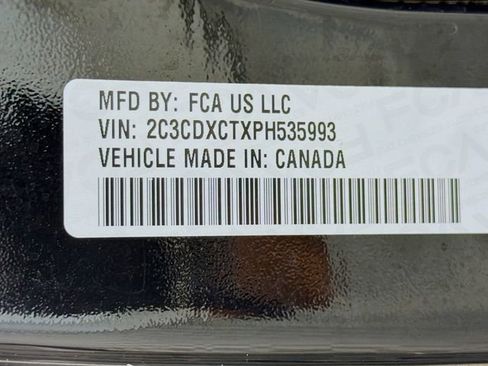 MFD BY: FCA US LLC
VIN: 2C3CDXCTXPH535993
VEHICLE MADE IN: CANADA